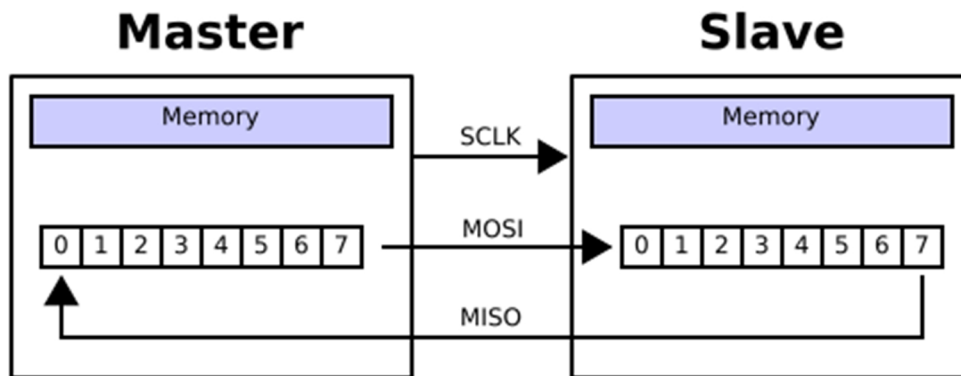 Master Slave
Memory Memory
SCLK
MOSI
0 1 2 3 4 5 6 7 0 1 2 3 4 5 6 7
MISO